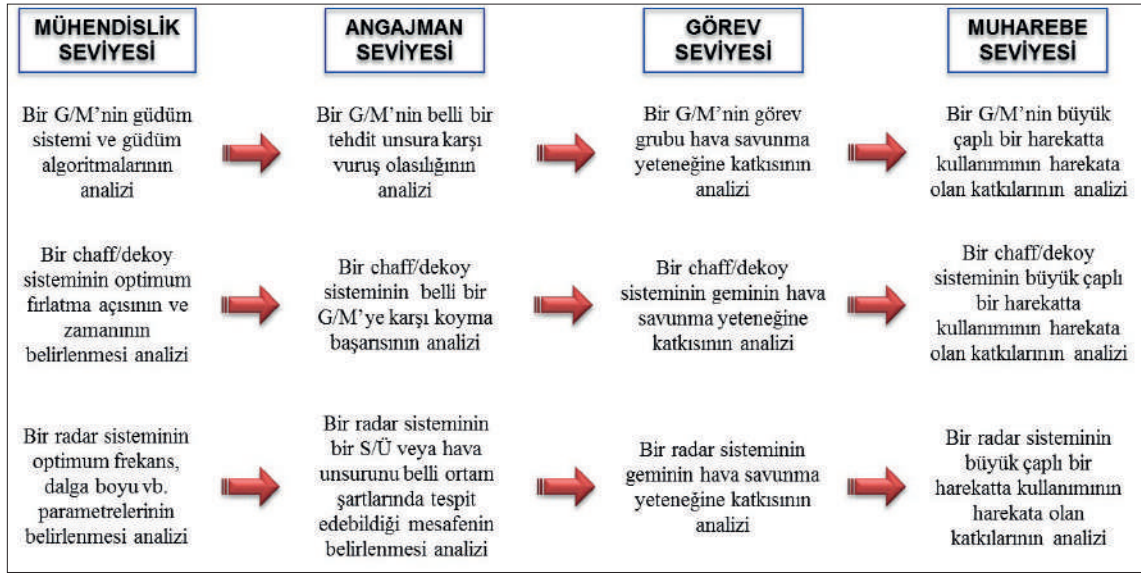 MÜHENDİSLİK
SEVİYESİ
ANGAJMAN
SEVİYESİ
GÖREV
SEVİYESİ
MUHAREBE
SEVİYESİ
Bir G/M'nin güdüm
sistemi ve güdüm
algoritmalarının
analizi
Bir G/M'nin belli bir
tehdit unsura karşı
vuruş olasılığının
analizi
Bir G/M'nin görev
grubu hava savunma
yeteneğine katkısının
analizi
Bir G/M'nin büyük
çaplı bir harekatta
kullanımının harekata
olan katkılarının analizi
Bir chaff/dekoy
sisteminin optimum
fırlatma açısının ve
zamanının
belirlenmesi analizi
Bir chaff/dekoy
sisteminin belli bir
G/M'ye karşı koyma
başarısının analizi
Bir chaff/dekoy
sisteminin geminin hava
savunma yeteneğine
katkısının analizi
Bir chaff/dekoy
sisteminin büyük çaplı
bir harekatta
kullanımının harekata
olan katkılarının analizi
Bir radar sisteminin
optimum frekans,
dalga boyu vb.
parametrelerinin
belirlenmesi analizi
Bir radar sisteminin
bir S/Ü veya hava
unsurunu belli ortam
şartlarında tespit
edebildiği mesafenin
belirlenmesi analizi
Bir radar sisteminin
geminin hava savunma
yeteneğine katkısının
analizi
Bir radar sisteminin
büyük çaplı bir
harekatta kullanımının
harekata olan
katkılarının analizi